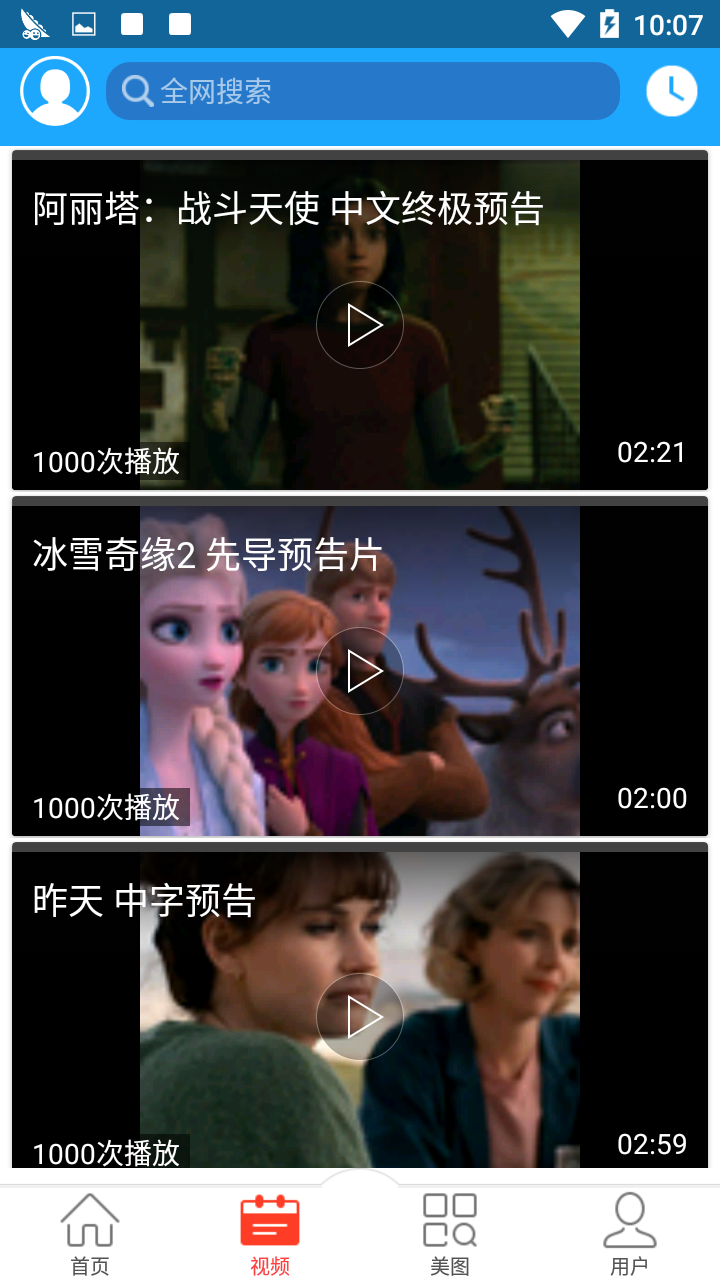 10:07
全网搜索
阿丽塔：战斗天使 中文终极预告
1000次播放
02:21
冰雪奇缘2 先导预告片
1000次播放
02:00
昨天 中字预告
1000次播放
02:59
首页
视频
美图
用户